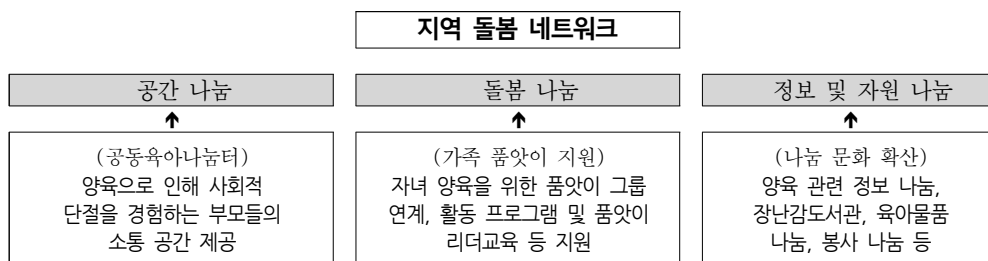 지역 돌봄 네트워크
공간 나눔
돌봄 나눔
정보 및 자원 나눔
(공동육아나눔터)
양육으로 인해 사회적
단절을 경험하는 부모들의
소통 공간 제공
(가족 품앗이 지원)
자녀 양육을 위한 품앗이 그룹
연계, 활동 프로그램 및 품앗이
리더교육 등 지원
(나눔 문화 확산)
양육 관련 정보 나눔,
장난감도서관, 육아물품
나눔, 봉사 나눔 등